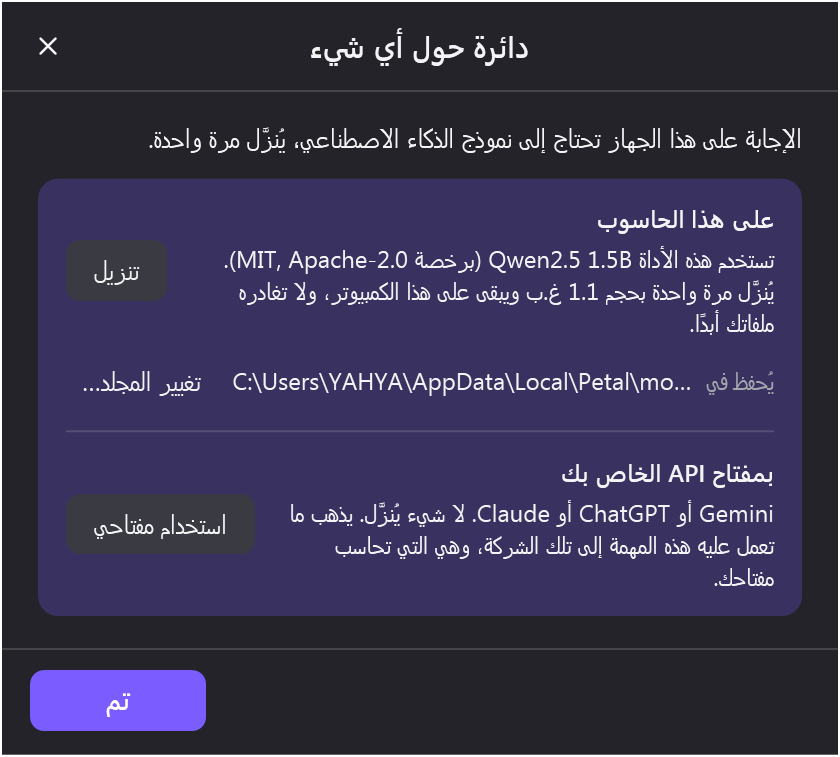 دائرة حول أي شيء
الإجابة على هذا الجهاز تحتاج إلى نموذج الذكاء الاصطناعي، يُنزَّل مرة واحدة.
على هذا الحاسوب
تستخدم هذه الأداة Qwen2.5 1.5B (برخصة MIT, Apache-2.0).
يُنزَّل مرة واحدة بحجم 1.1 غ.ب ويبقى على هذا الكمبيوتر، ولا تغادره
ملفاتك أبدًا.
تنزيل
يُحفظ في C:\Users\YAHYA\AppData\Local\Petal\mo... تغيير المجلد...
بمفتاح API الخاص بك
Gemini أو ChatGPT أو Claude. لا شيء يُنزَّل. يذهب ما
تعمل عليه هذه المهمة إلى تلك الشركة، وهي التي تحاسب
مفتاحك.
استخدام مفتاحي
تم